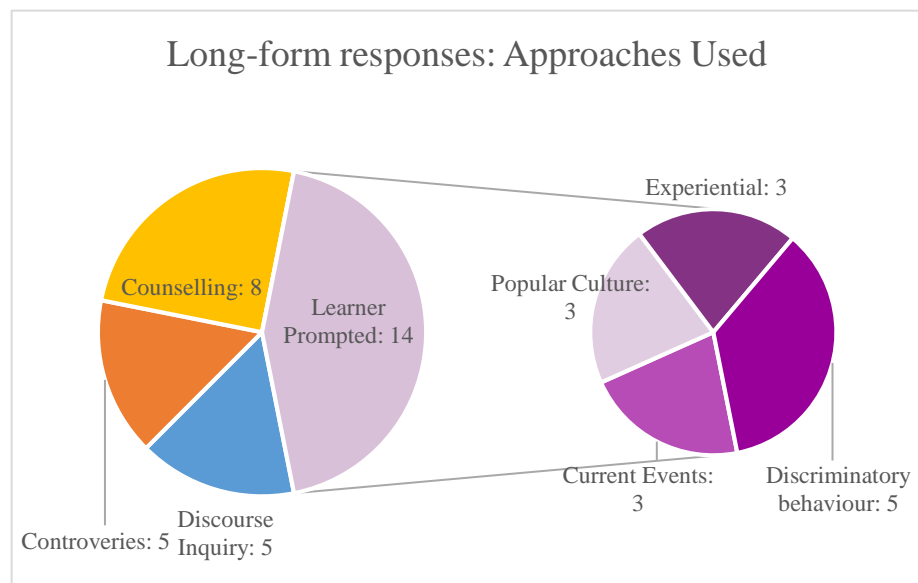 Long-form responses: Approaches Used
Counselling: 8
Learner
Prompted: 14
Controveries: 5
Discourse
Inquiry: 5
Experiential: 3
Popular Culture:
3
Current Events:
3
Discriminatory
behaviour: 5